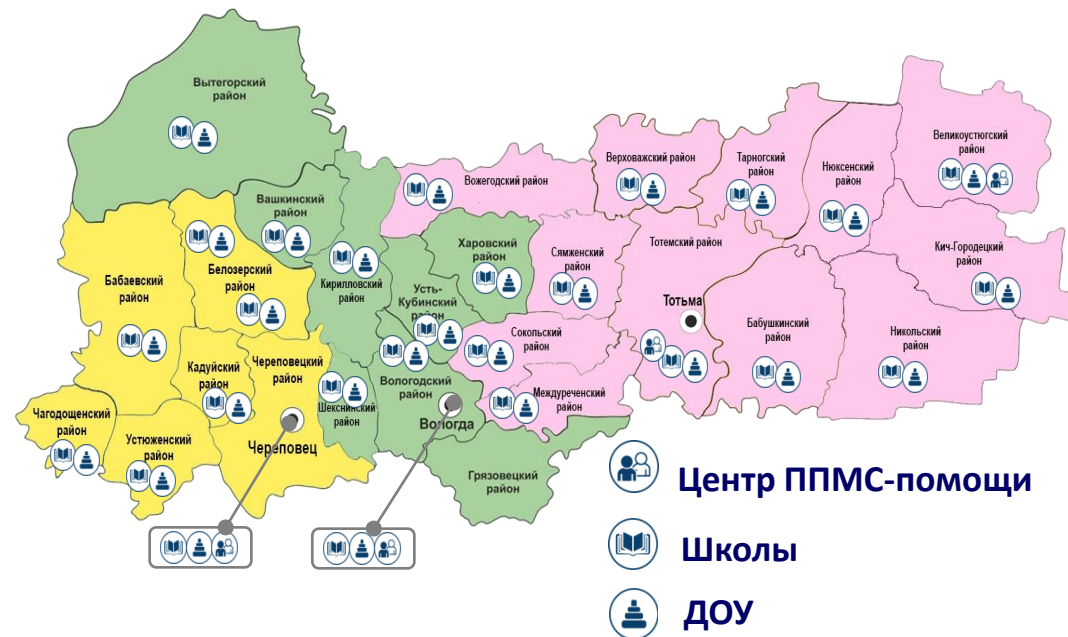 Вытегорский
район
Вашкинский
район
Вожегодский район
Верховажский район
Тарногский
район
Нюксенский
район
Великоустюгский
район
Бабаевский
район
Белозерский
район
Кирилловский
район
Харовский
район
Усть-
Кубинский
район
Сямженский
район
Тотемский район
Тотьма
Кич-Городецкий
район
Бабушкинский
район
Никольский
район
Сокольский
район
Кадуйский
район
Череповецкий
район
Вологодский
район
Междуреченский
район
Чагодощенский
район
Устюженский
район
Череповец
Шекснинский
район
Вологда
Грязовецкий
район
Центр ППМС-помощи
Школы
ДОУ